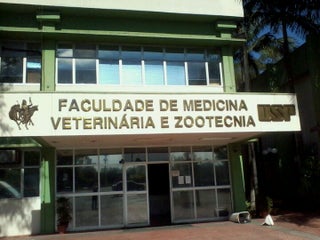 FACULDADE DE MEDICINA
VETERINÁRIA E ZOOTECNIA
USP